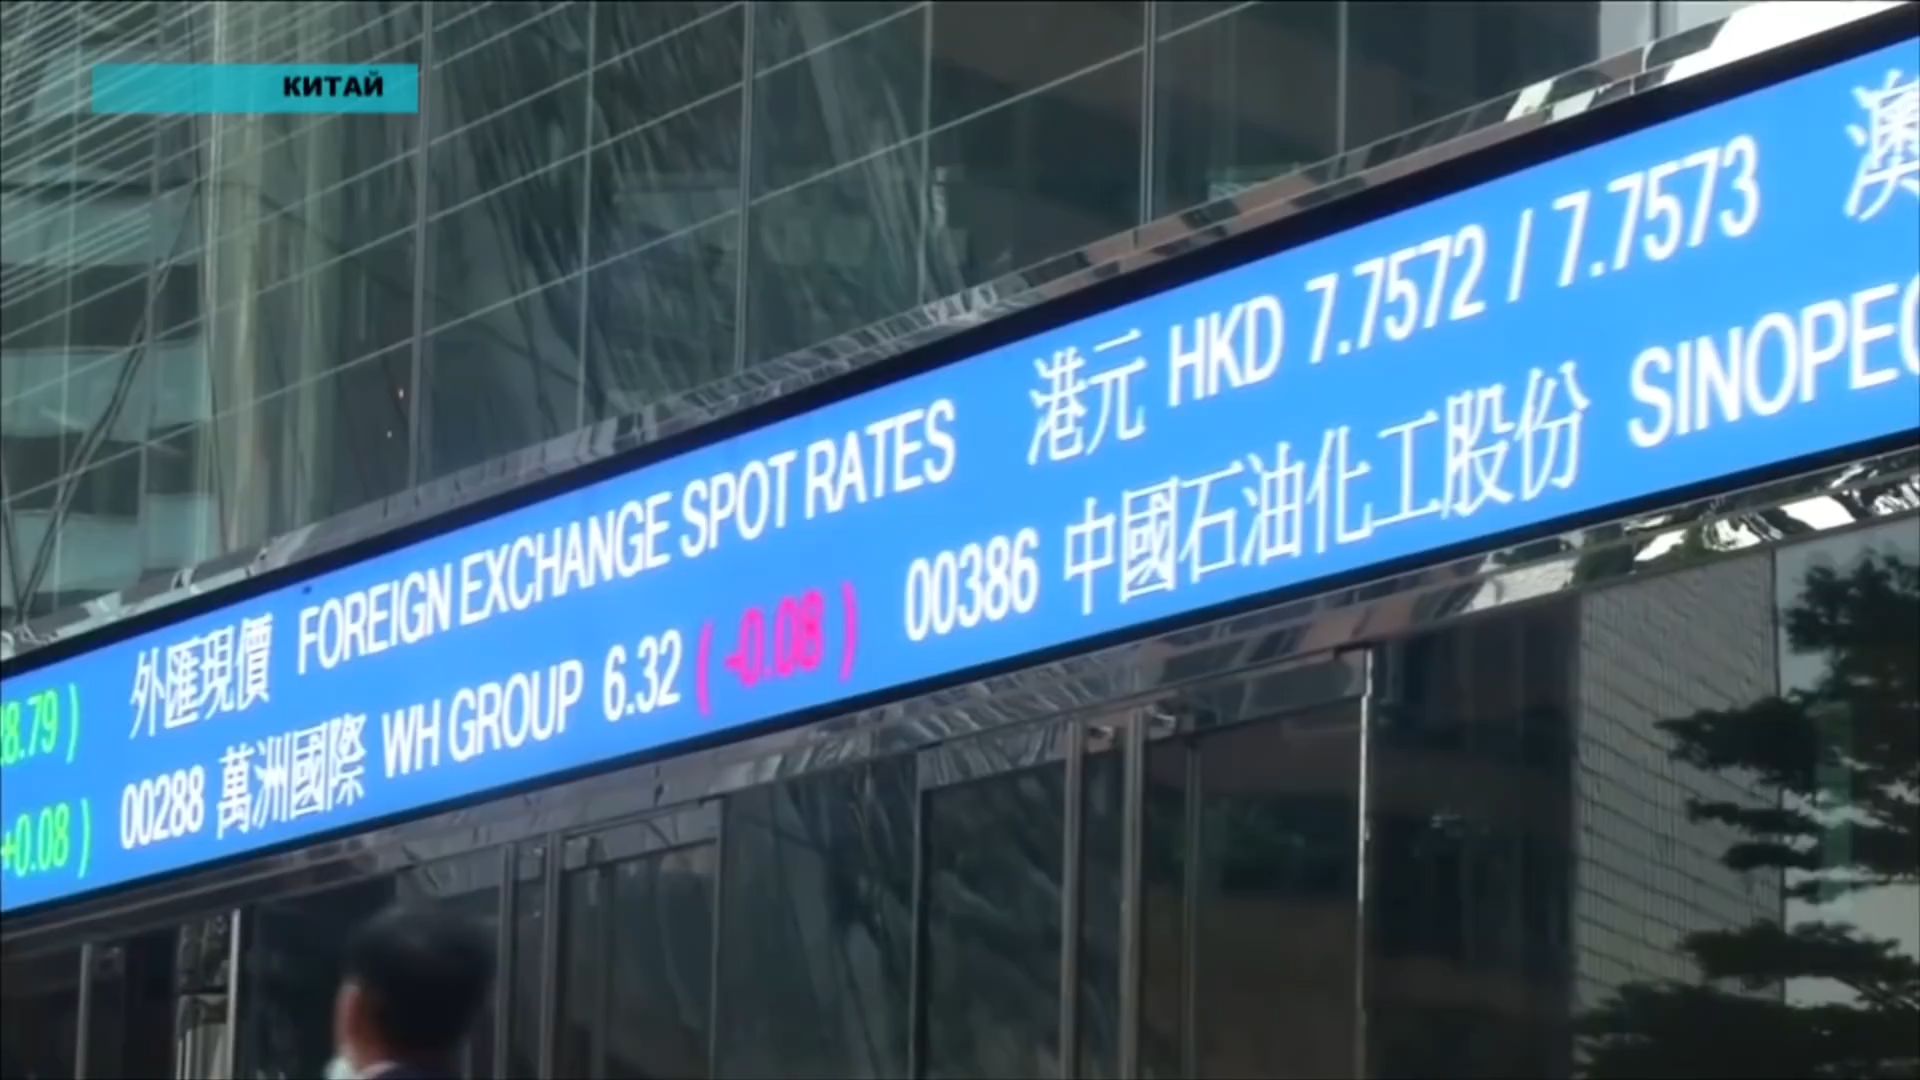 КИТАЙ
8.79 ) 外匯現價 FOREIGN EXCHANGE SPOT RATES 港元 HKD 7.7572 / 7.7573 澳
+0.08 ) 00288 萬洲國際 WH GROUP 6.32 ( -0.08 ) 00386 中國石油化工股份 SINOPEC